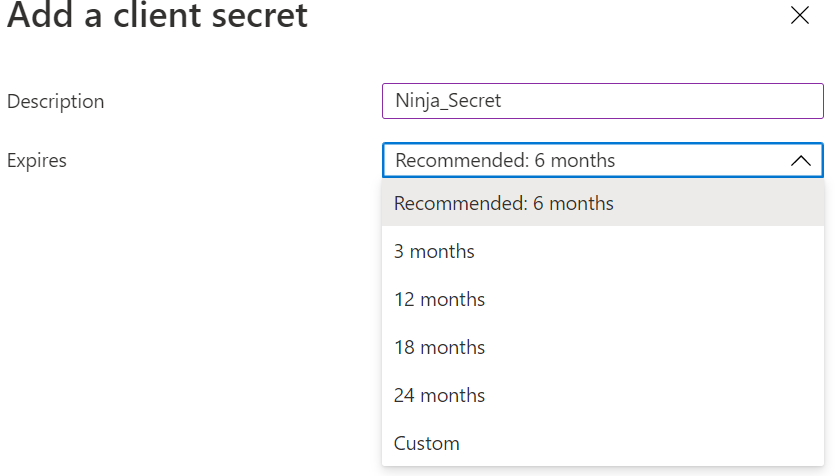 Add a client secret
Description
Ninja_Secret
Expires
Recommended: 6 months
Recommended: 6 months
3 months
12 months
18 months
24 months
Custom